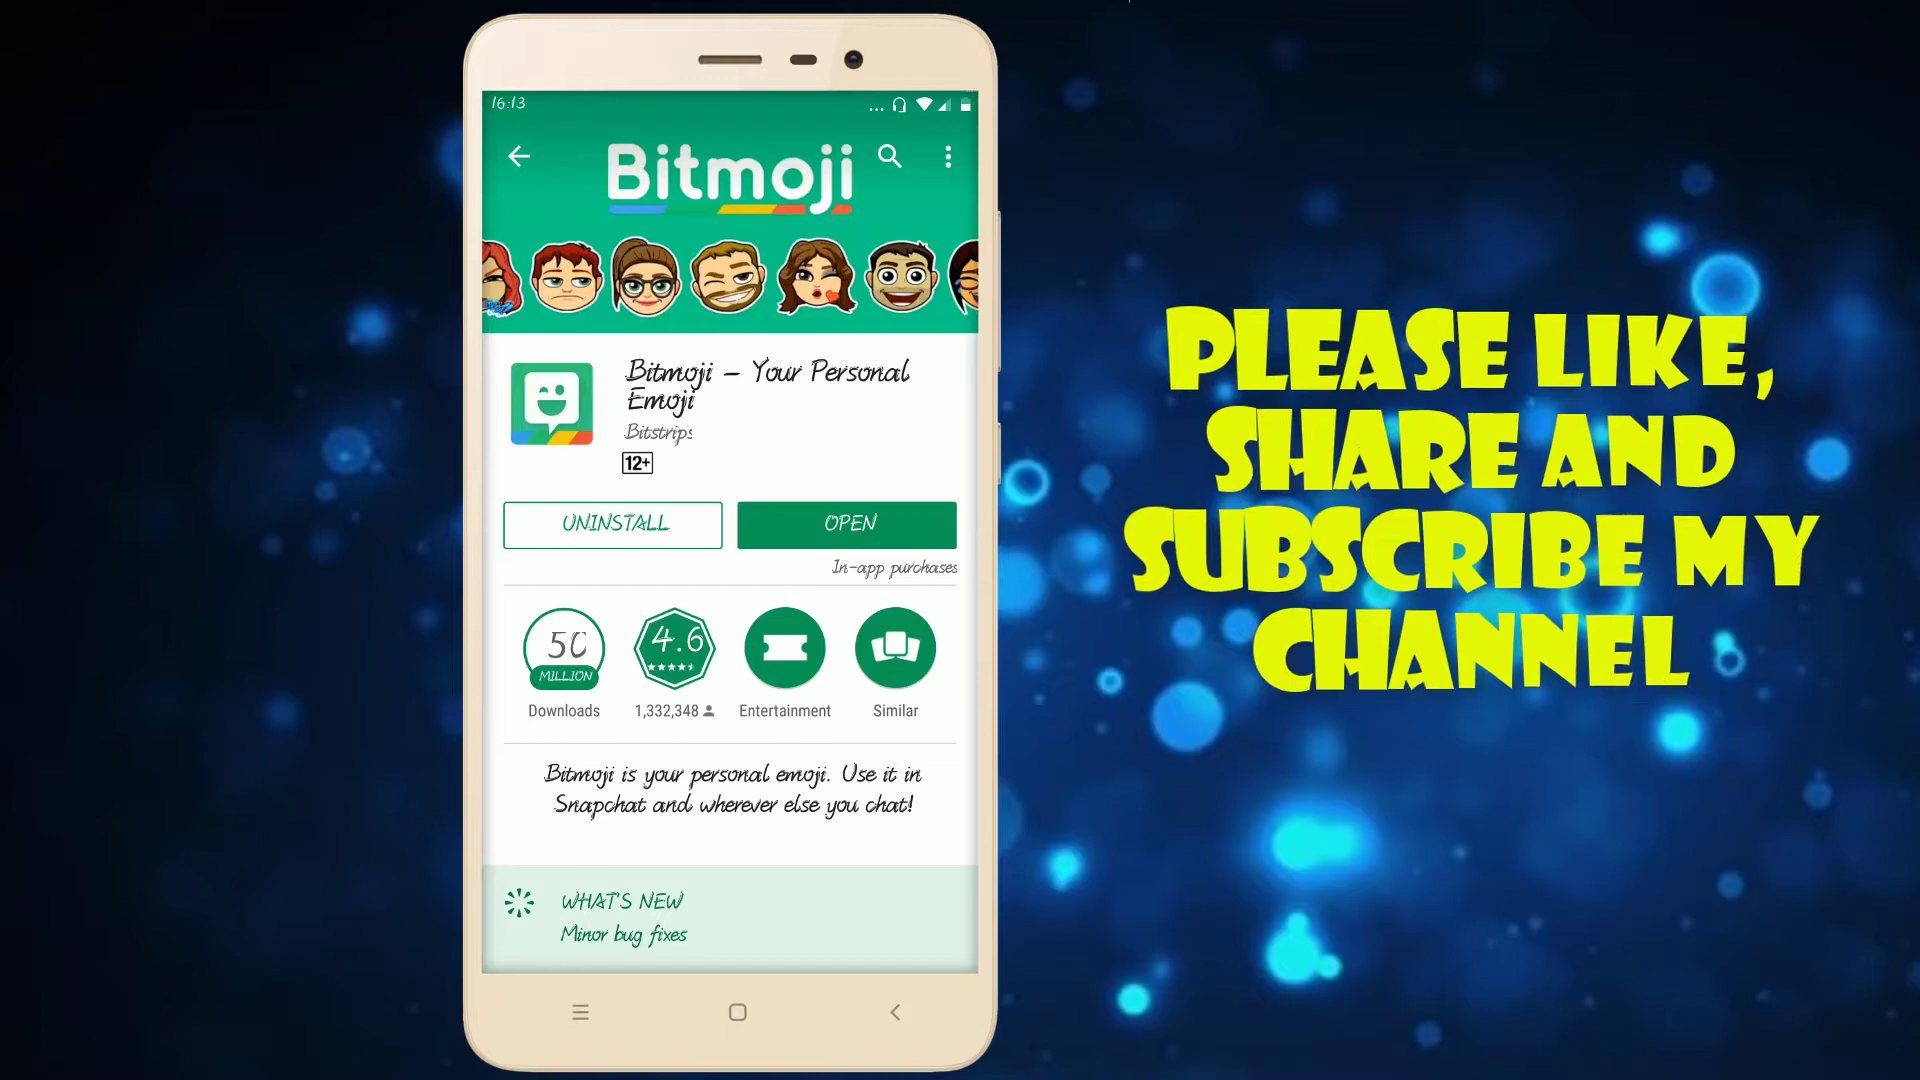 16:13
Bitmoji
Bitmoji – Your Personal
Emoji
Bitstrips
12+
UNINSTALL
OPEN
In-app purchases
50
MILLION
4.6
Downloads
1,332,348
Entertainment
Similar
Bitmoji is your personal emoji. Use it in
Snapchat and wherever else you chat!
WHAT'S NEW
Minor bug fixes
PLEASE LIKE,
SHARE AND
SUBSCRIBE MY
CHANNEL